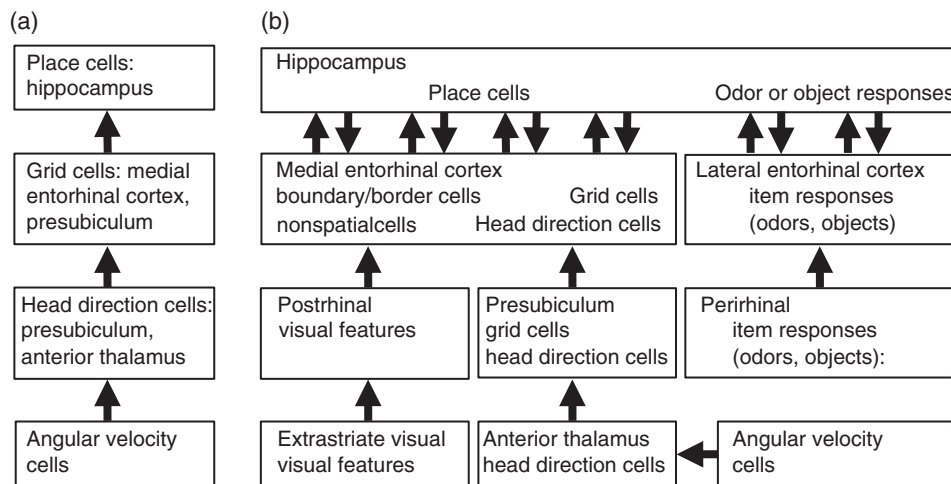 (a)
Place cells:
hippocampus
Grid cells: medial
entorhinal cortex,
presubiculum
Head direction cells:
presubiculum,
anterior thalamus
Angular velocity
cells
(b)
Hippocampus
Place cells
Odor or object responses
Medial entorhinal cortex
boundary/border cells
Grid cells
nonspatialcells
Head direction cells
Lateral entorhinal cortex
item responses
(odors, objects)
Postrhinal
visual features
Presubiculum
grid cells
head direction cells
Perirhinal
item responses
(odors, objects):
Extrastriate visual
visual features
Anterior thalamus
head direction cells
Angular velocity
cells